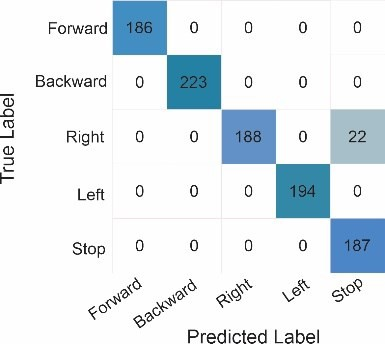 True Label
Forward 186 0 0 0 0
Backward 0 223 0 0 0
Right 0 0 188 0 22
Left 0 0 0 194 0
Stop 0 0 0 0 187
Forward Backward Right Left Stop
Predicted Label